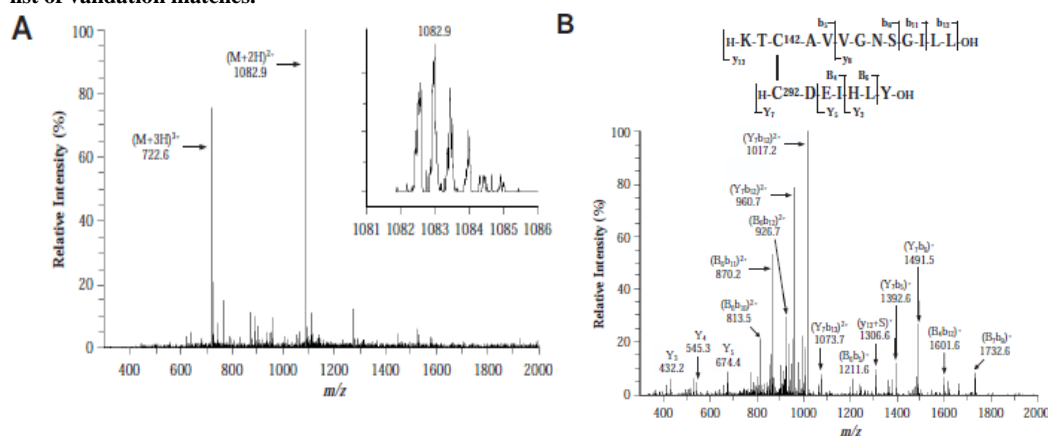 list of validation matches.
A
(M+2H)²⁺
1082.9
(M+3H)³⁺
722.6
1082.9
1081 1082 1083 1084 1085 1086
Relative Intensity (%)
100
80
60
40
20
0
400 600 800 1000 1200 1400 1600 1800 2000
m/z
B
b₅ b₉ b₁₁ b₁₂
H-K-T-C¹⁴²-A-V-V-G-N-S-G-I-L-L-OH
y₁₃ y₈
B₄ B₆
H-C²⁹²-D-E-I-H-L-Y-OH
Y₇ Y₅ Y₃
Relative Intensity (%)
100
80
60
40
20
0
(Y₇b₁₂)²⁺
1017.2
(Y₇b₁₂)²⁺
960.7
(B₆b₁₂)²⁺
926.7
(B₆b₁₁)²⁺
870.2
(B₆b₁₀)²⁺
813.5
(Y₇b₁₃)²⁺
1073.7
Y₃
432.2
Y₄
545.3
Y₅
674.4
1211.6
(y₁₃+S)⁺
1306.6
(Y₇b₅)⁺
1392.6
1491.5
1601.6
1732.6
400 600 800 1000 1200 1400 1600 1800 2000
m/z